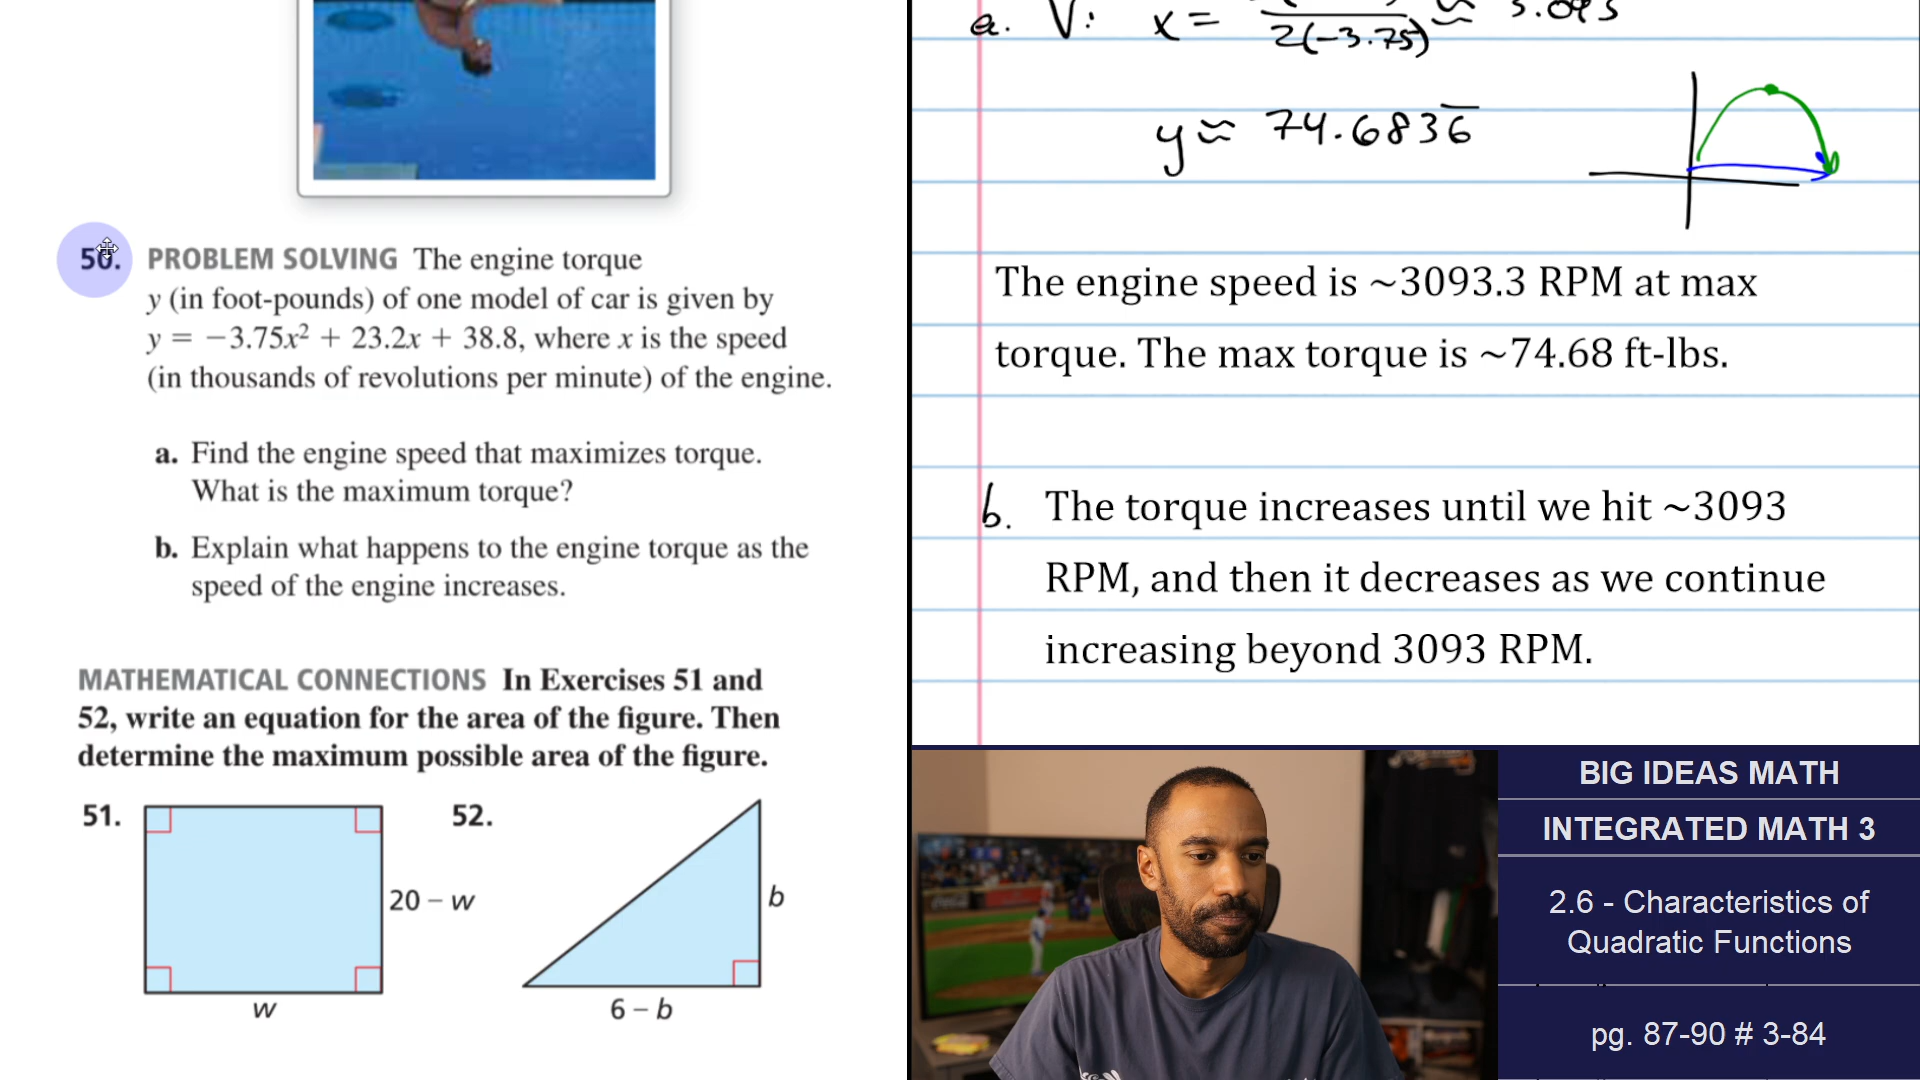 50. PROBLEM SOLVING The engine torque
y (in foot-pounds) of one model of car is given by
y = −3.75x² + 23.2x + 38.8, where x is the speed
(in thousands of revolutions per minute) of the engine.
a. Find the engine speed that maximizes torque.
What is the maximum torque?
b. Explain what happens to the engine torque as the
speed of the engine increases.
MATHEMATICAL CONNECTIONS In Exercises 51 and
52, write an equation for the area of the figure. Then
determine the maximum possible area of the figure.
51.
20 − w
w
52.
b
6 − b
a. V: x = 2(−3.75) ≈ 3.093
y ≈ 74.6836̅
The engine speed is ~3093.3 RPM at max
torque. The max torque is ~74.68 ft-lbs.
b. The torque increases until we hit ~3093
RPM, and then it decreases as we continue
increasing beyond 3093 RPM.
BIG IDEAS MATH
INTEGRATED MATH 3
2.6 - Characteristics of
Quadratic Functions
pg. 87-90 # 3-84